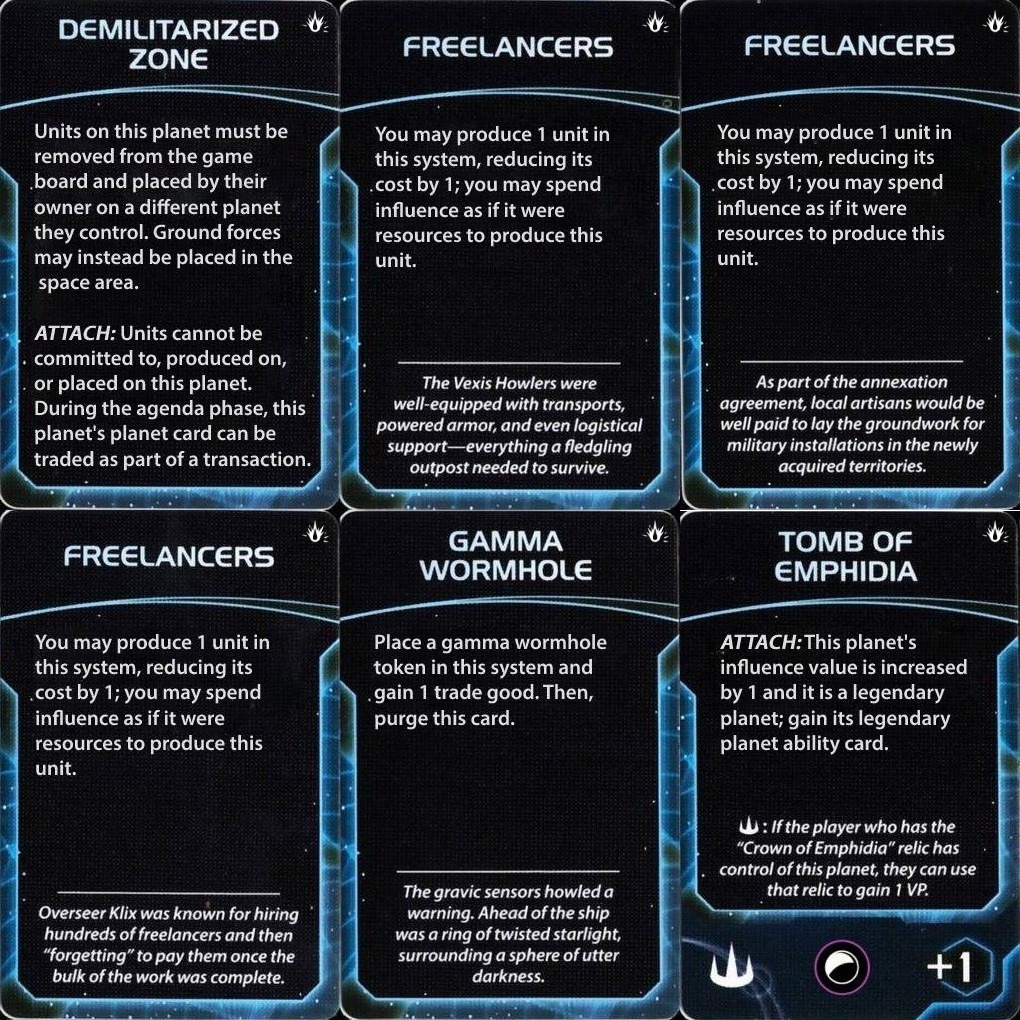 DEMILITARIZED
ZONE
Units on this planet must be
removed from the game
board and placed by their
owner on a different planet
they control. Ground forces
may instead be placed in the
space area.
ATTACH: Units cannot be
committed to, produced on,
or placed on this planet.
During the agenda phase, this
planet's planet card can be
traded as part of a transaction.
FREELANCERS
You may produce 1 unit in
this system, reducing its
cost by 1; you may spend
influence as if it were
resources to produce this
unit.
The Vexis Howlers were
well-equipped with transports,
powered armor, and even logistical
support—everything a fledgling
outpost needed to survive.
FREELANCERS
You may produce 1 unit in
this system, reducing its
cost by 1; you may spend
influence as if it were
resources to produce this
unit.
As part of the annexation
agreement, local artisans would be
well paid to lay the groundwork for
military installations in the newly
acquired territories.
FREELANCERS
You may produce 1 unit in
this system, reducing its
cost by 1; you may spend
influence as if it were
resources to produce this
unit.
Overseer Klix was known for hiring
hundreds of freelancers and then
“forgetting” to pay them once the
bulk of the work was complete.
GAMMA
WORMHOLE
Place a gamma wormhole
token in this system and
gain 1 trade good. Then,
purge this card.
The gravic sensors howled a
warning. Ahead of the ship
was a ring of twisted starlight,
surrounding a sphere of utter
darkness.
TOMB OF
EMPHIDIA
ATTACH: This planet's
influence value is increased
by 1 and it is a legendary
planet; gain its legendary
planet ability card.
: If the player who has the
“Crown of Emphidia” relic has
control of this planet, they can use
that relic to gain 1 VP.
+1